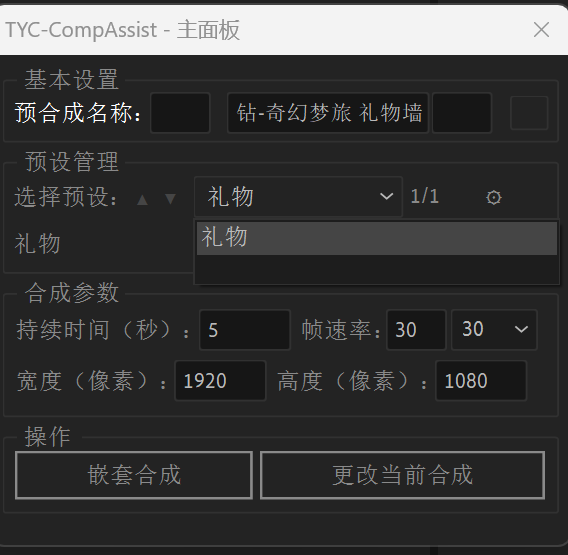 TYC-CompAssist - 主面板
基本设置
预合成名称: 钻-奇幻梦旅 礼物墙
预设管理
选择预设: ▲ ▼ 礼物 1/1
礼物
礼物
合成参数
持续时间（秒）: 5 帧速率: 30 30
宽度（像素）: 1920 高度（像素）: 1080
操作
嵌套合成 更改当前合成